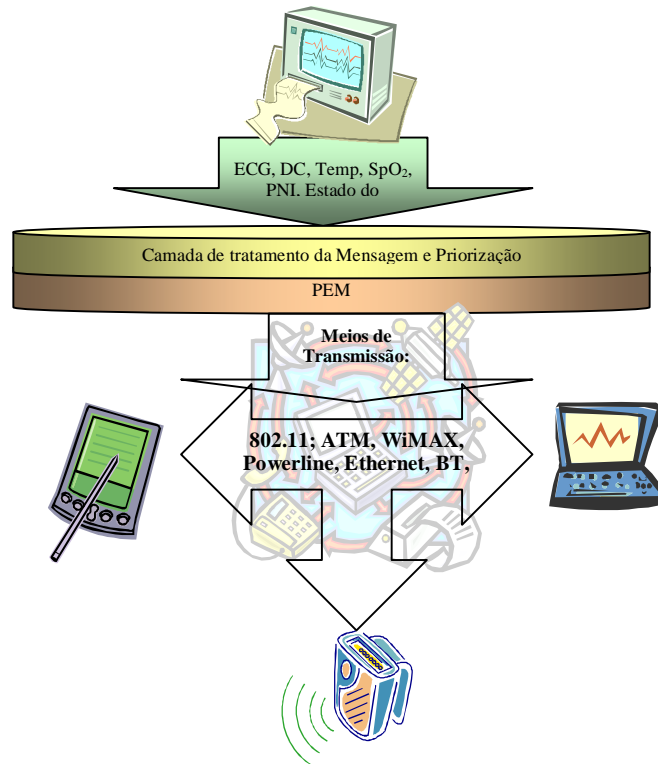 ECG, DC, Temp, SpO₂,
PNI. Estado do
Camada de tratamento da Mensagem e Priorização
PEM
Meios de
Transmissão:
802.11; ATM, WiMAX,
Powerline, Ethernet, BT,